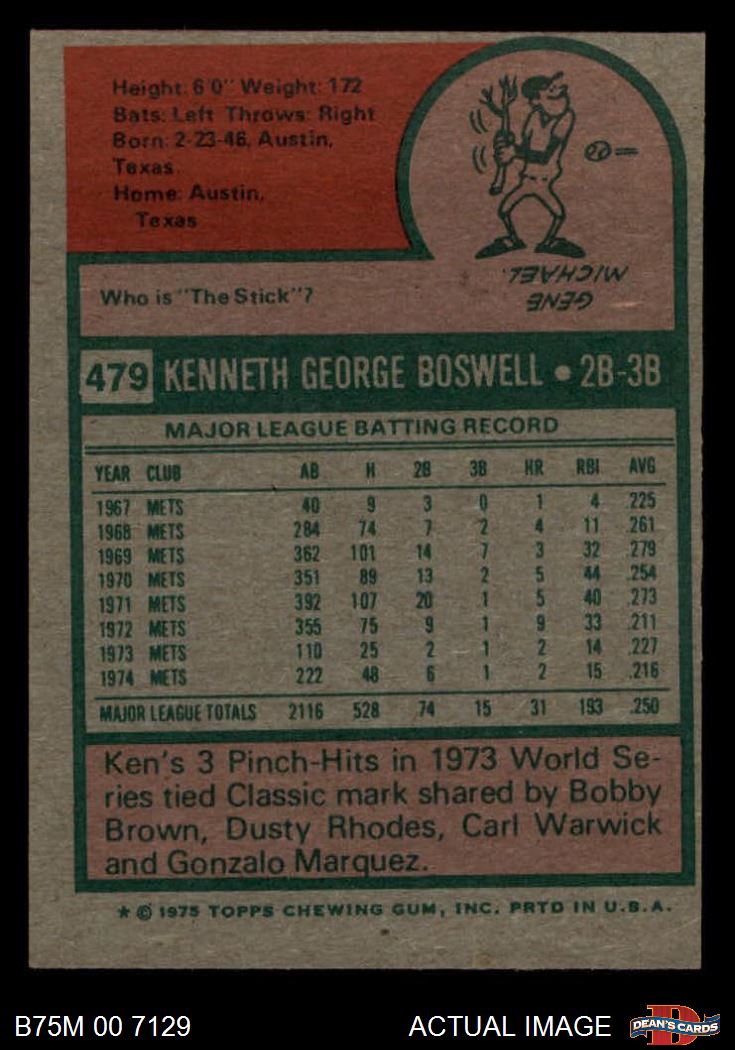 Height: 6'0" Weight: 172
Bats: Left Throws: Right
Born: 2-23-46, Austin,
Texas
Home: Austin,
Texas
Who is "The Stick"?
GENE
MICHAEL
479 KENNETH GEORGE BOSWELL • 2B-3B
MAJOR LEAGUE BATTING RECORD
YEAR CLUB AB H 2B 3B HR RBI AVG
1967 METS 40 9 3 0 1 4 .225
1968 METS 284 74 7 2 4 11 .261
1969 METS 362 101 14 7 3 32 .279
1970 METS 351 89 13 2 5 44 .254
1971 METS 392 107 20 1 5 40 .273
1972 METS 355 75 9 1 9 33 .211
1973 METS 110 25 2 1 2 14 .227
1974 METS 222 48 6 1 2 15 .216
MAJOR LEAGUE TOTALS 2116 528 74 15 31 193 .250
Ken's 3 Pinch-Hits in 1973 World Se-
ries tied Classic mark shared by Bobby
Brown, Dusty Rhodes, Carl Warwick
and Gonzalo Marquez.
★ © 1975 TOPPS CHEWING GUM, INC. PRTD IN U.S.A.
B75M 00 7129 ACTUAL IMAGE
D
DEAN'S CARDS